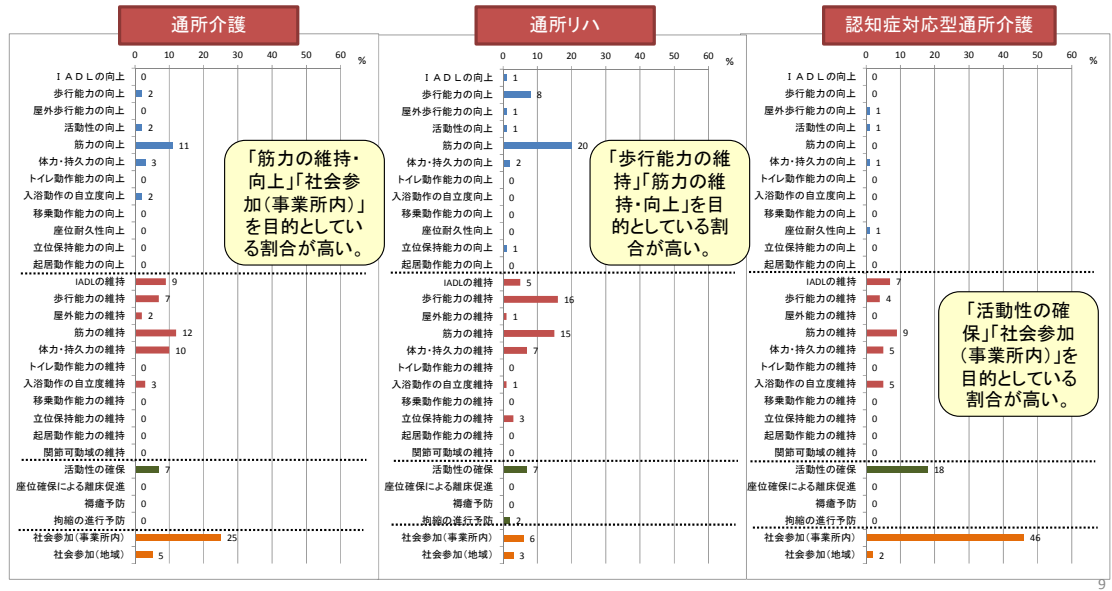 通所介護
0 10 20 30 40 50 60
%
ＩＡＤＬの向上 0
歩行能力の向上 2
屋外歩行能力の向上 0
活動性の向上 2
筋力の向上 11
体力・持久力の向上 3
トイレ動作能力の向上 0
入浴動作の自立度向上 2
移乗動作能力の向上 0
座位耐久性向上 0
立位保持能力の向上 0
起居動作能力の向上 0
IADLの維持 9
歩行能力の維持 7
屋外能力の維持 2
筋力の維持 12
体力・持久力の維持 10
トイレ動作能力の維持 0
入浴動作の自立度維持 3
移乗動作能力の維持 0
立位保持能力の維持 0
起居動作能力の維持 0
関節可動域の維持 0
活動性の確保 7
座位確保による離床促進 0
褥瘡予防 0
拘縮の進行予防 0
社会参加（事業所内） 25
社会参加（地域） 5
「筋力の維持・
向上」「社会参
加（事業所内）」
を目的としてい
る割合が高い。
通所リハ
0 10 20 30 40 50 60
%
ＩＡＤＬの向上 1
歩行能力の向上 8
屋外歩行能力の向上 1
活動性の向上 1
筋力の向上 20
体力・持久力の向上 2
トイレ動作能力の向上 0
入浴動作の自立度向上 0
移乗動作能力の向上 0
座位耐久性向上 0
立位保持能力の向上 1
起居動作能力の向上 0
IADLの維持 5
歩行能力の維持 16
屋外能力の維持 1
筋力の維持 15
体力・持久力の維持 7
トイレ動作能力の維持 0
入浴動作の自立度維持 1
移乗動作能力の維持 0
立位保持能力の維持 3
起居動作能力の維持 0
関節可動域の維持 0
活動性の確保 7
座位確保による離床促進 0
褥瘡予防 0
拘縮の進行予防 2
社会参加（事業所内） 6
社会参加（地域） 3
「歩行能力の維
持」「筋力の維
持・向上」を目
的としている割
合が高い。
認知症対応型通所介護
0 10 20 30 40 50 60
%
ＩＡＤＬの向上 0
歩行能力の向上 0
屋外歩行能力の向上 1
活動性の向上 1
筋力の向上 0
体力・持久力の向上 1
トイレ動作能力の向上 0
入浴動作の自立度向上 0
移乗動作能力の向上 0
座位耐久性向上 1
立位保持能力の向上 0
起居動作能力の向上 0
IADLの維持 7
歩行能力の維持 4
屋外能力の維持 0
筋力の維持 9
体力・持久力の維持 5
トイレ動作能力の維持 0
入浴動作の自立度維持 5
移乗動作能力の維持 0
立位保持能力の維持 0
起居動作能力の維持 0
関節可動域の維持 0
活動性の確保 18
座位確保による離床促進 0
褥瘡予防 0
拘縮の進行予防 0
社会参加（事業所内） 46
社会参加（地域） 2
「活動性の確
保」「社会参加
（事業所内）」を
目的としている
割合が高い。
9